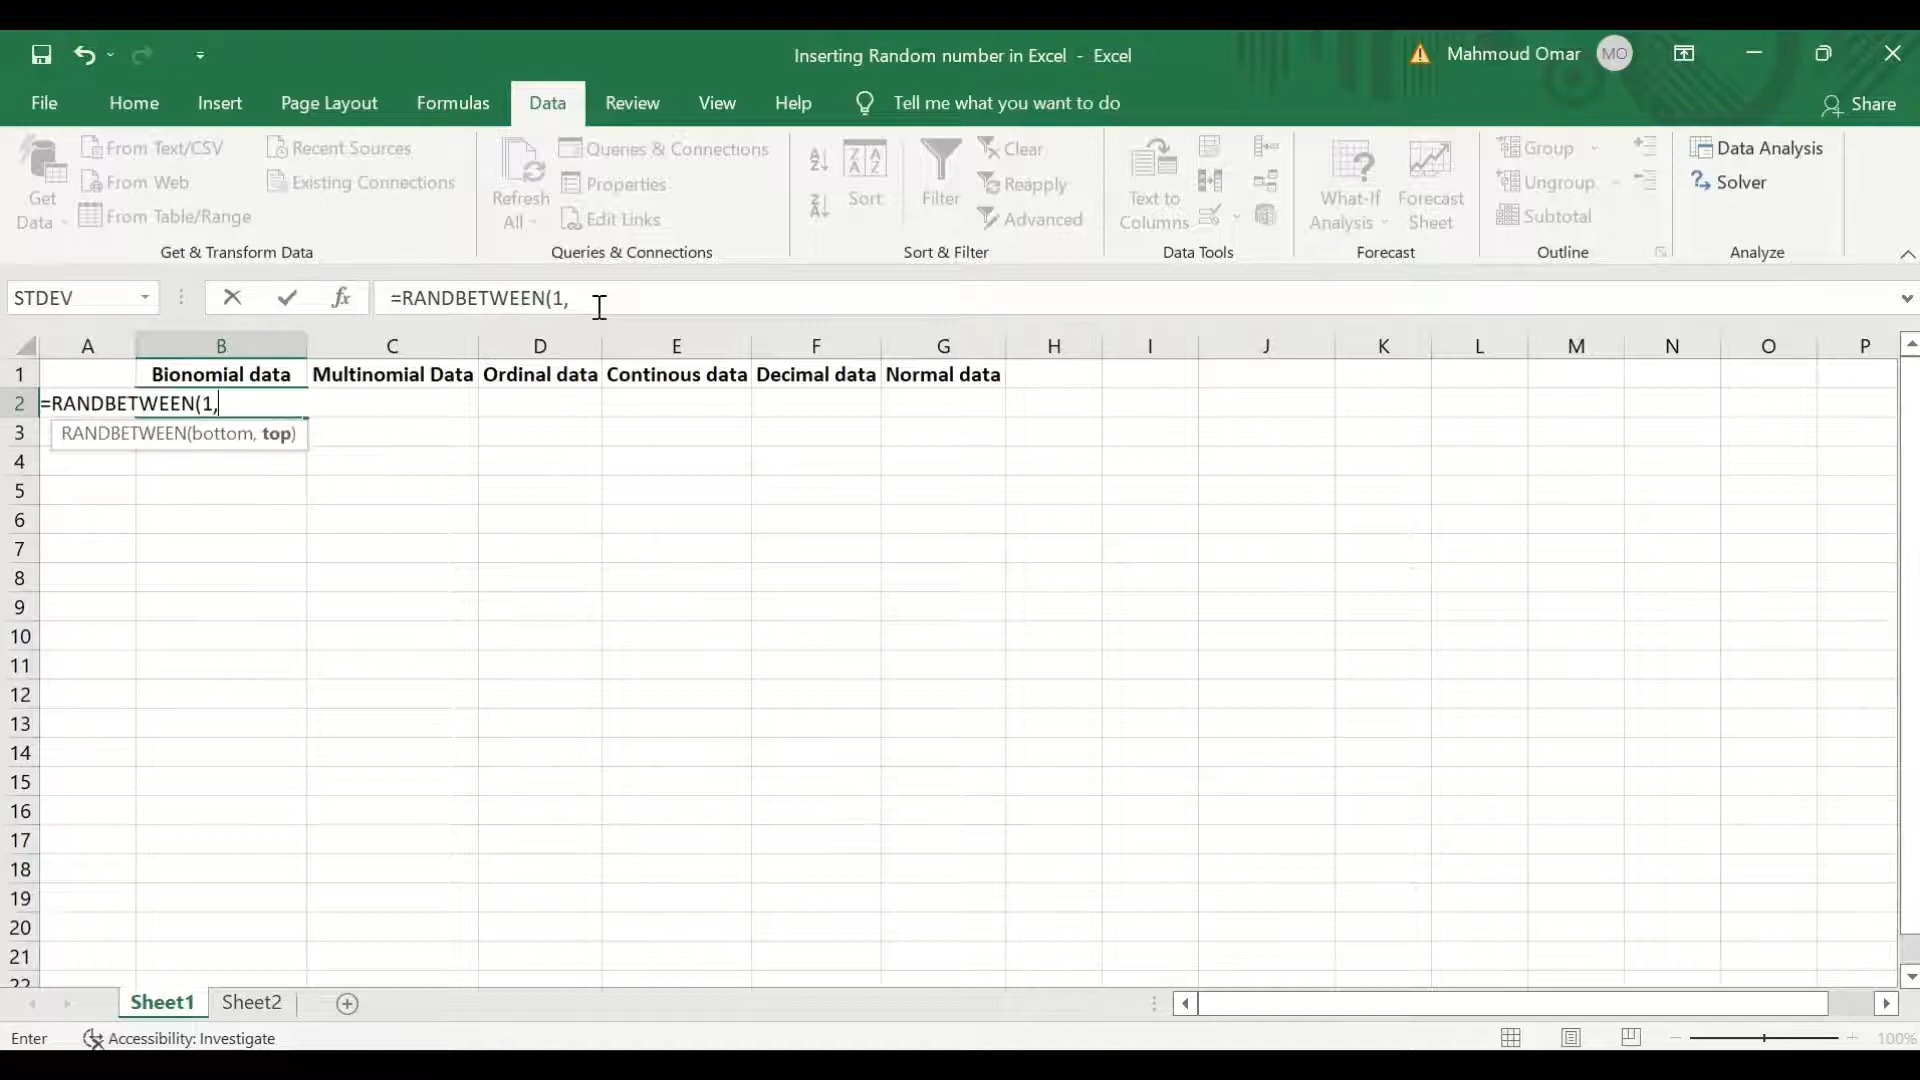 Inserting Random number in Excel - Excel
Mahmoud Omar MO
File Home Insert Page Layout Formulas Data Review View Help Tell me what you want to do Share
Get Data
From Text/CSV
From Web
From Table/Range
Recent Sources
Existing Connections
Get & Transform Data
Refresh All
Queries & Connections
Properties
Edit Links
Queries & Connections
Sort
Filter
Clear
Reapply
Advanced
Sort & Filter
Text to Columns
Data Tools
What-If Analysis
Forecast Sheet
Forecast
Group
Ungroup
Subtotal
Outline
Data Analysis
Solver
Analyze
STDEV fx =RANDBETWEEN(1,
A B C D E F G H I J K L M N O P
1 Bionomial data Multinomial Data Ordinal data Continous data Decimal data Normal data
2 =RANDBETWEEN(1,
3 RANDBETWEEN(bottom, top)
4
5
6
7
8
9
10
11
12
13
14
15
16
17
18
19
20
21
22
Sheet1 Sheet2
Enter Accessibility: Investigate 100%